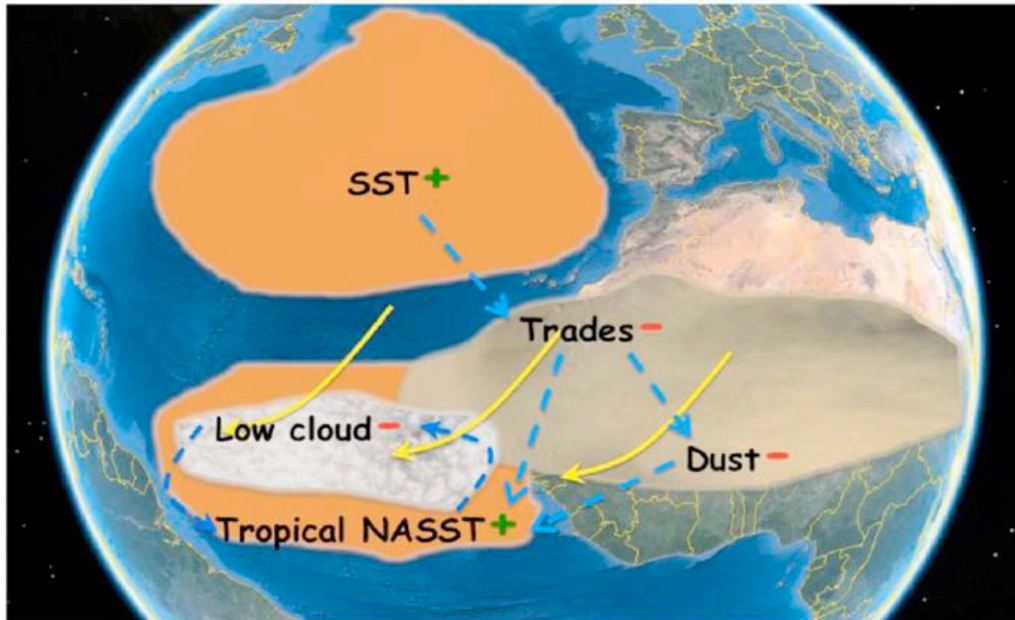 SST+
Trades-
Low cloud-
Dust-
Tropical NASST+